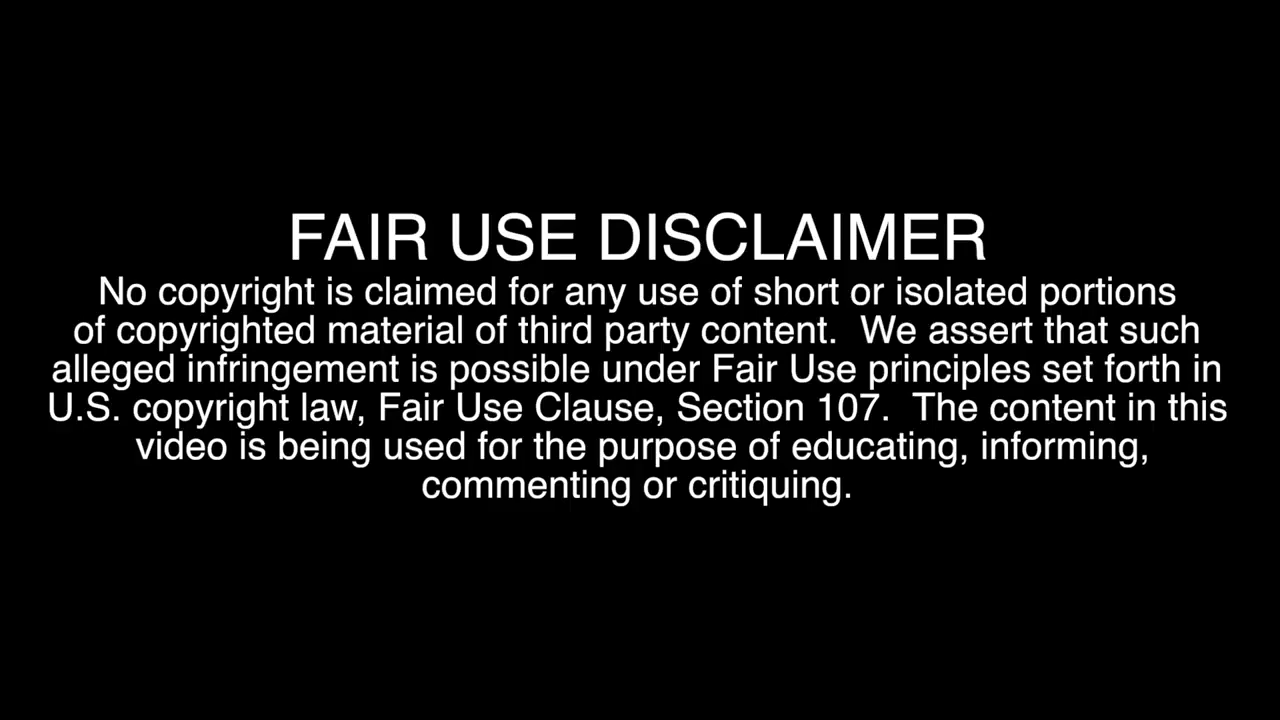 FAIR USE DISCLAIMER
No copyright is claimed for any use of short or isolated portions
of copyrighted material of third party content.  We assert that such
alleged infringement is possible under Fair Use principles set forth in
U.S. copyright law, Fair Use Clause, Section 107.  The content in this
video is being used for the purpose of educating, informing,
commenting or critiquing.